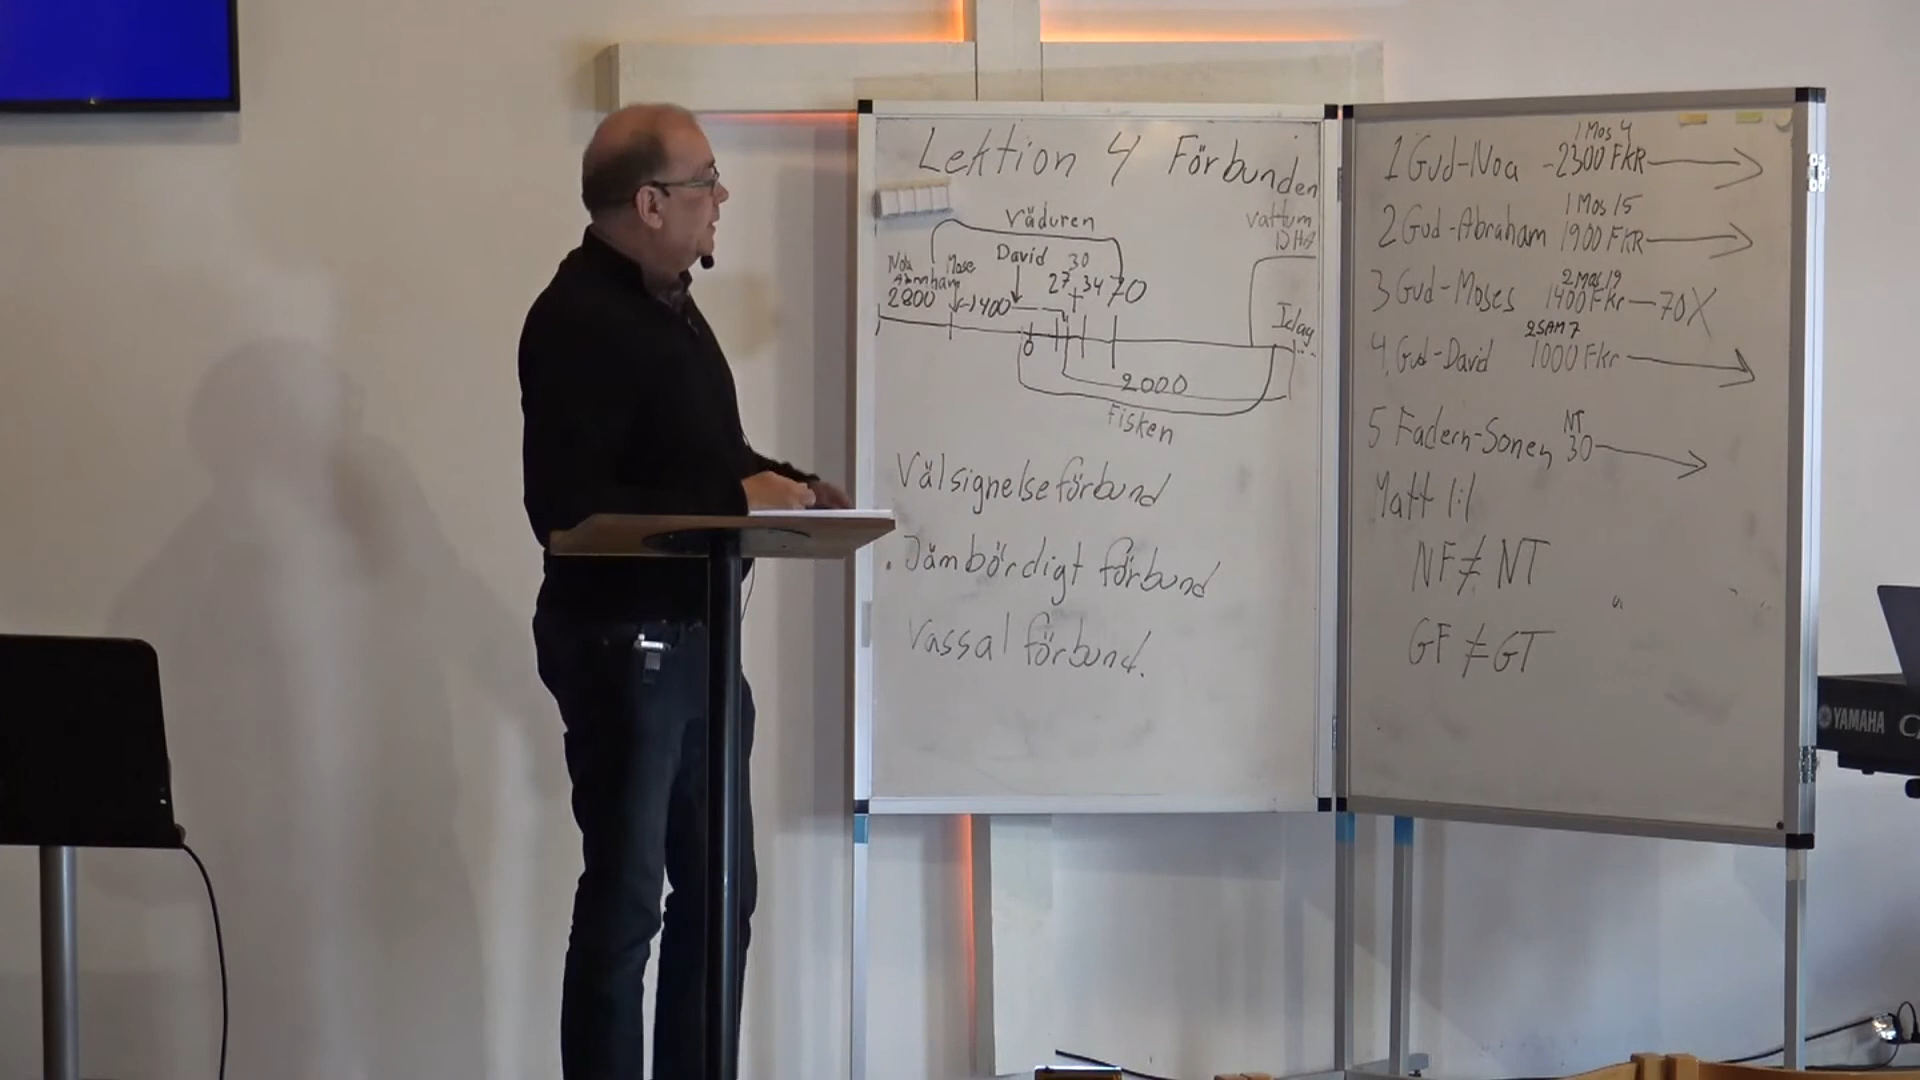 Lektion 4 Förbunden
Väduren
Vattum
David
30
Noa
Mose
Abraham
27 34 70
2800
1400
Idag
0
2000
Fisken
Välsignelseförbund
. Jämbördigt förbund
Vassal förbund.
1 Mos 4
1 Gud-Noa -2300 FKR
1 Mos 15
2 Gud-Abraham 1900 FKR
2 Mos 19
3 Gud-Moses 1400 Fkr - 70X
2 SAM 7
4. Gud-David 1000 Fkr
NT
5 Fadern-Sonen 30
Matt 1:1
NF ≠ NT
GF ≠ GT
YAMAHA